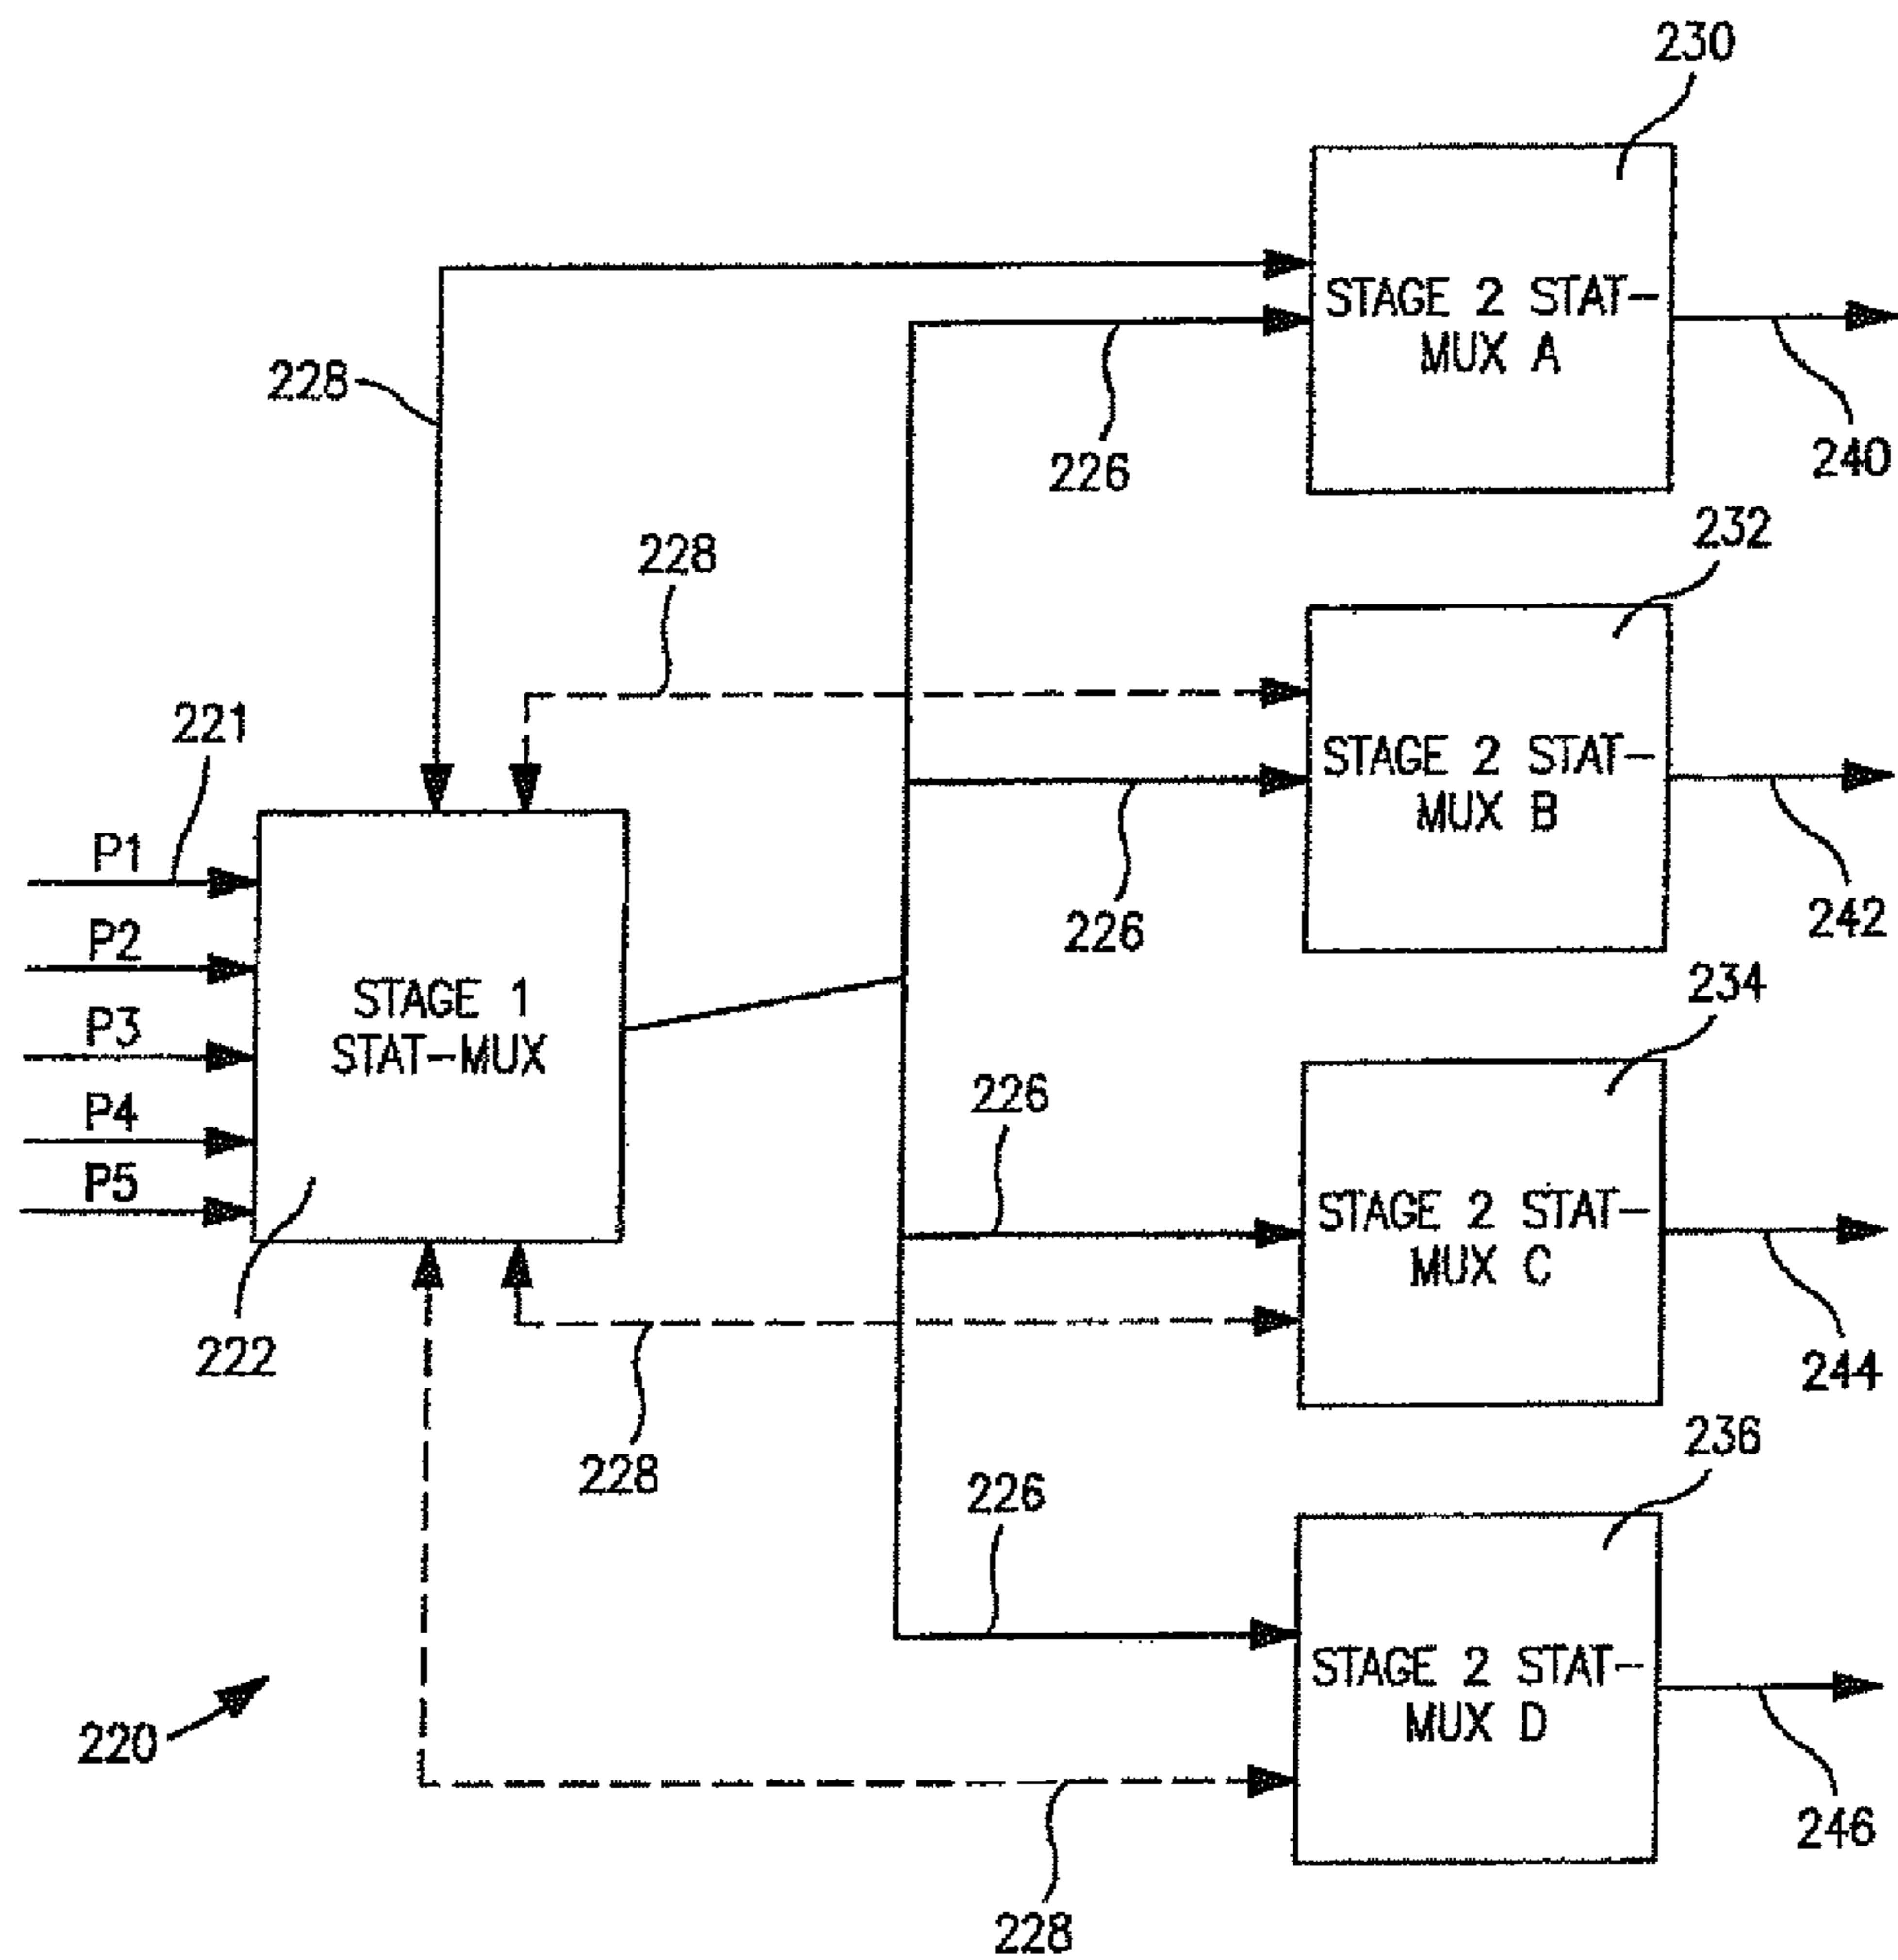 230
STAGE 2 STAT-
MUX A
228
226
240
232
228
221
STAGE 2 STAT-
MUX B
P1
226
242
P2
234
STAGE 1
STAT-MUX
P3
226
P4
P5
STAGE 2 STAT-
MUX C
222
244
228
236
226
STAGE 2 STAT-
MUX D
220
246
228